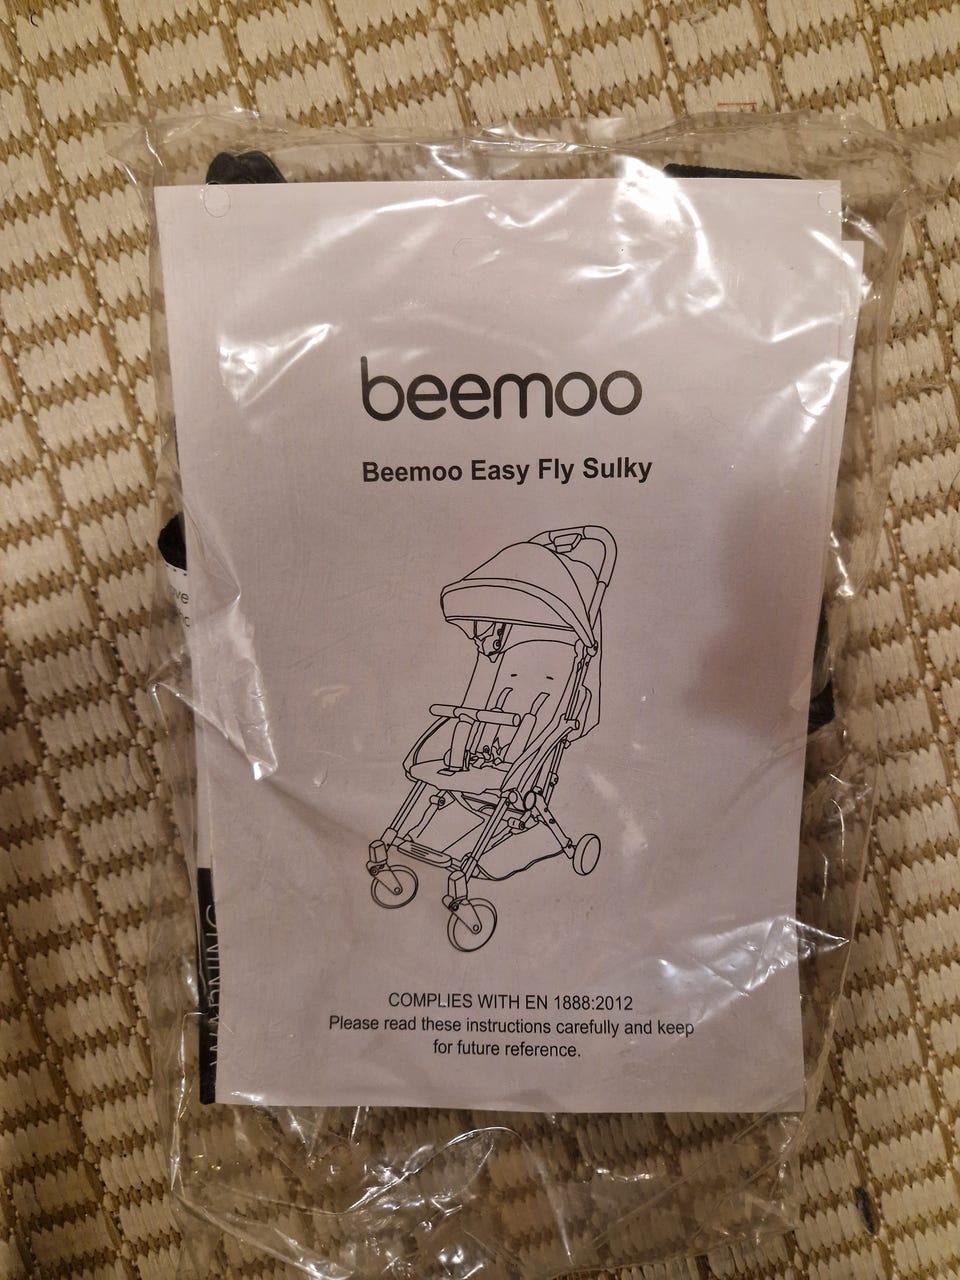 beemoo
Beemoo Easy Fly Sulky
COMPLIES WITH EN 1888:2012
Please read these instructions carefully and keep
for future reference.
WARNING